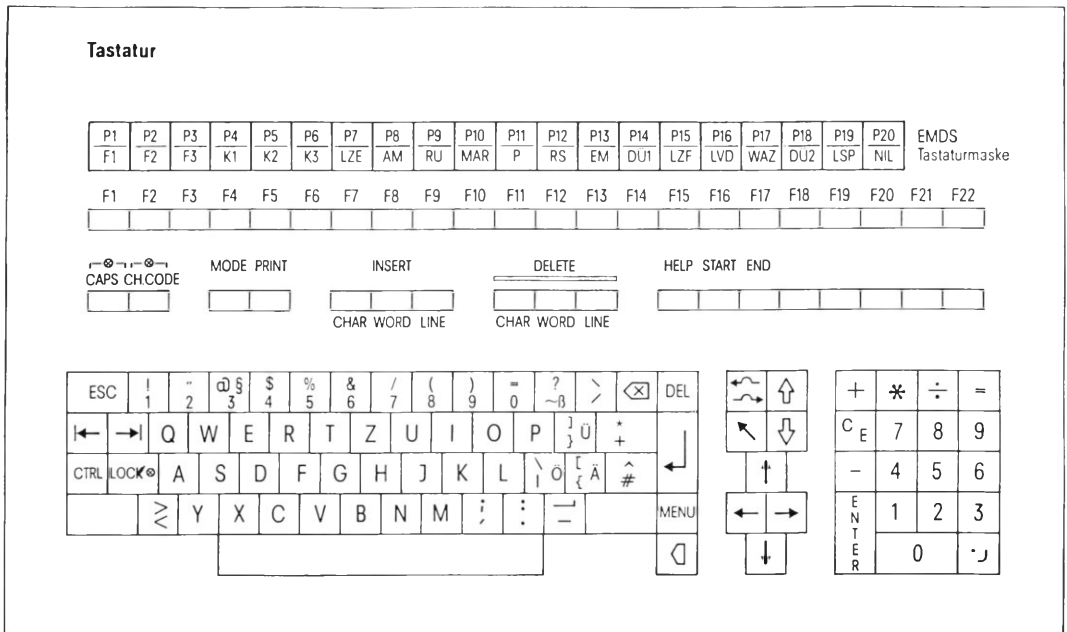 Tastatur
P1 P2 P3 P4 P5 P6 P7 P8 P9 P10 P11 P12 P13 P14 P15 P16 P17 P18 P19 P20 EMDS
F1 F2 F3 K1 K2 K3 LZE AM RU MAR P RS EM DÜ1 LZF LVD WAZ DÜ2 LSP NIL Tastaturmaske
F1 F2 F3 F4 F5 F6 F7 F8 F9 F10 F11 F12 F13 F14 F15 F16 F17 F18 F19 F20 F21 F22
CAPS CH.CODE MODE PRINT INSERT DELETE HELP START END
CHAR WORD LINE CHAR WORD LINE
ESC ! 1 " 2 @ § 3 $ 4 % 5 & 6 / 7 ( 8 ) 9 = 0 ? ~ß \ / DEL + * ÷ =
Q W E R T Z U I O P ] } Ü * + CE 7 8 9
CTRL LOCK A S D F G H J K L \ | Ö [ { Ä ^ # - 4 5 6
> < Y X C V B N M ; , : . _ MENU ENTER 1 2 3
0 . ,